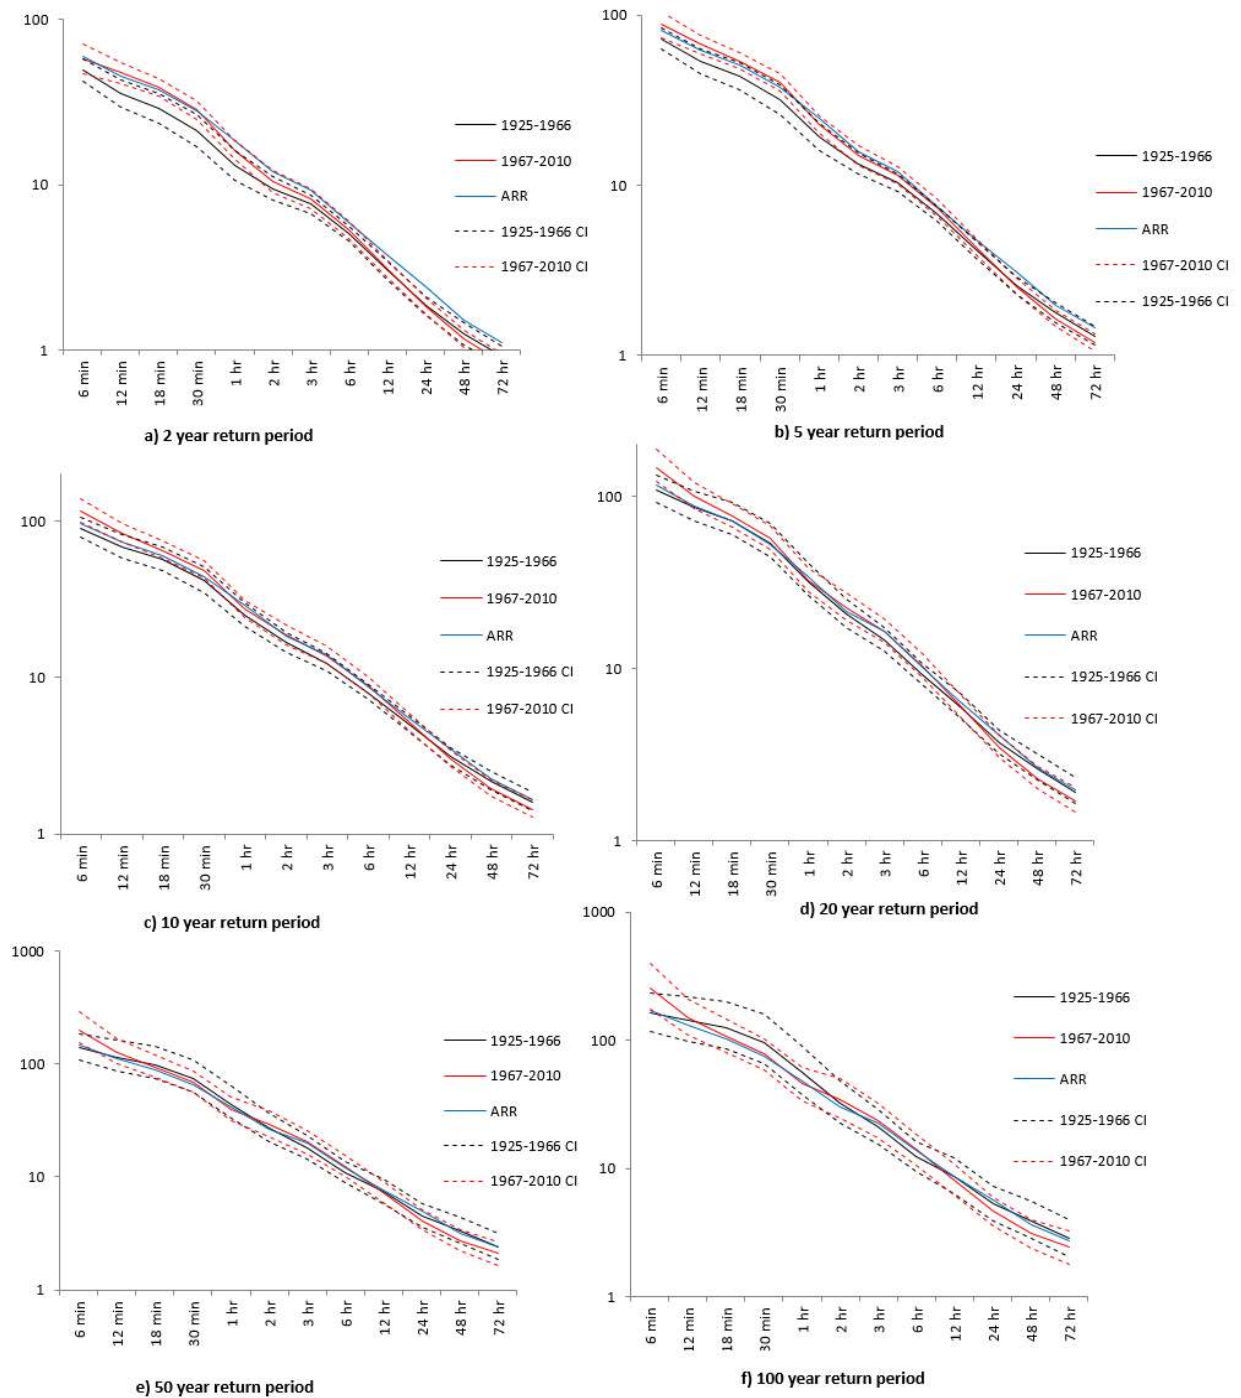 100
10
1
6 min
12 min
18 min
30 min
1 hr
2 hr
3 hr
6 hr
12 hr
24 hr
48 hr
72 hr
1925-1966
1967-2010
ARR
1925-1966 CI
1967-2010 CI
a) 2 year return period
100
10
1
6 min
12 min
18 min
30 min
1 hr
2 hr
3 hr
6 hr
12 hr
24 hr
48 hr
72 hr
1925-1966
1967-2010
ARR
1967-2010 CI
1925-1966 CI
b) 5 year return period
100
10
1
6 min
12 min
18 min
30 min
1 hr
2 hr
3 hr
6 hr
12 hr
24 hr
48 hr
72 hr
1925-1966
1967-2010
ARR
1925-1966 CI
1967-2010 CI
c) 10 year return period
100
10
1
6 min
12 min
18 min
30 min
1 hr
2 hr
3 hr
6 hr
12 hr
24 hr
48 hr
72 hr
1925-1966
1967-2010
ARR
1925-1966 CI
1967-2010 CI
d) 20 year return period
1000
100
10
1
6 min
12 min
18 min
30 min
1 hr
2 hr
3 hr
6 hr
12 hr
24 hr
48 hr
72 hr
1925-1966
1967-2010
ARR
1925-1966 CI
1967-2010 CI
e) 50 year return period
1000
100
10
1
6 min
12 min
18 min
30 min
1 hr
2 hr
3 hr
6 hr
12 hr
24 hr
48 hr
72 hr
1925-1966
1967-2010
ARR
1925-1966 CI
1967-2010 CI
f) 100 year return period